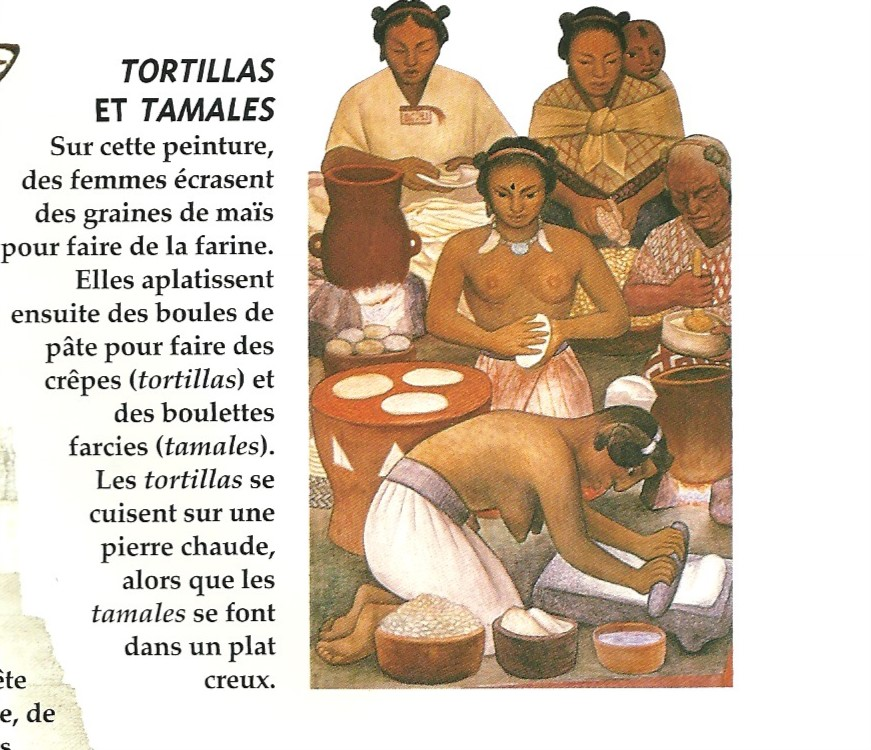 TORTILLAS
ET TAMALES
Sur cette peinture,
des femmes écrasent
des graines de maïs
pour faire de la farine.
Elles aplatissent
ensuite des boules de
pâte pour faire des
crêpes (tortillas) et
des boulettes
farcies (tamales).
Les tortillas se
cuisent sur une
pierre chaude,
alors que les
tamales se font
dans un plat
creux.
e, de